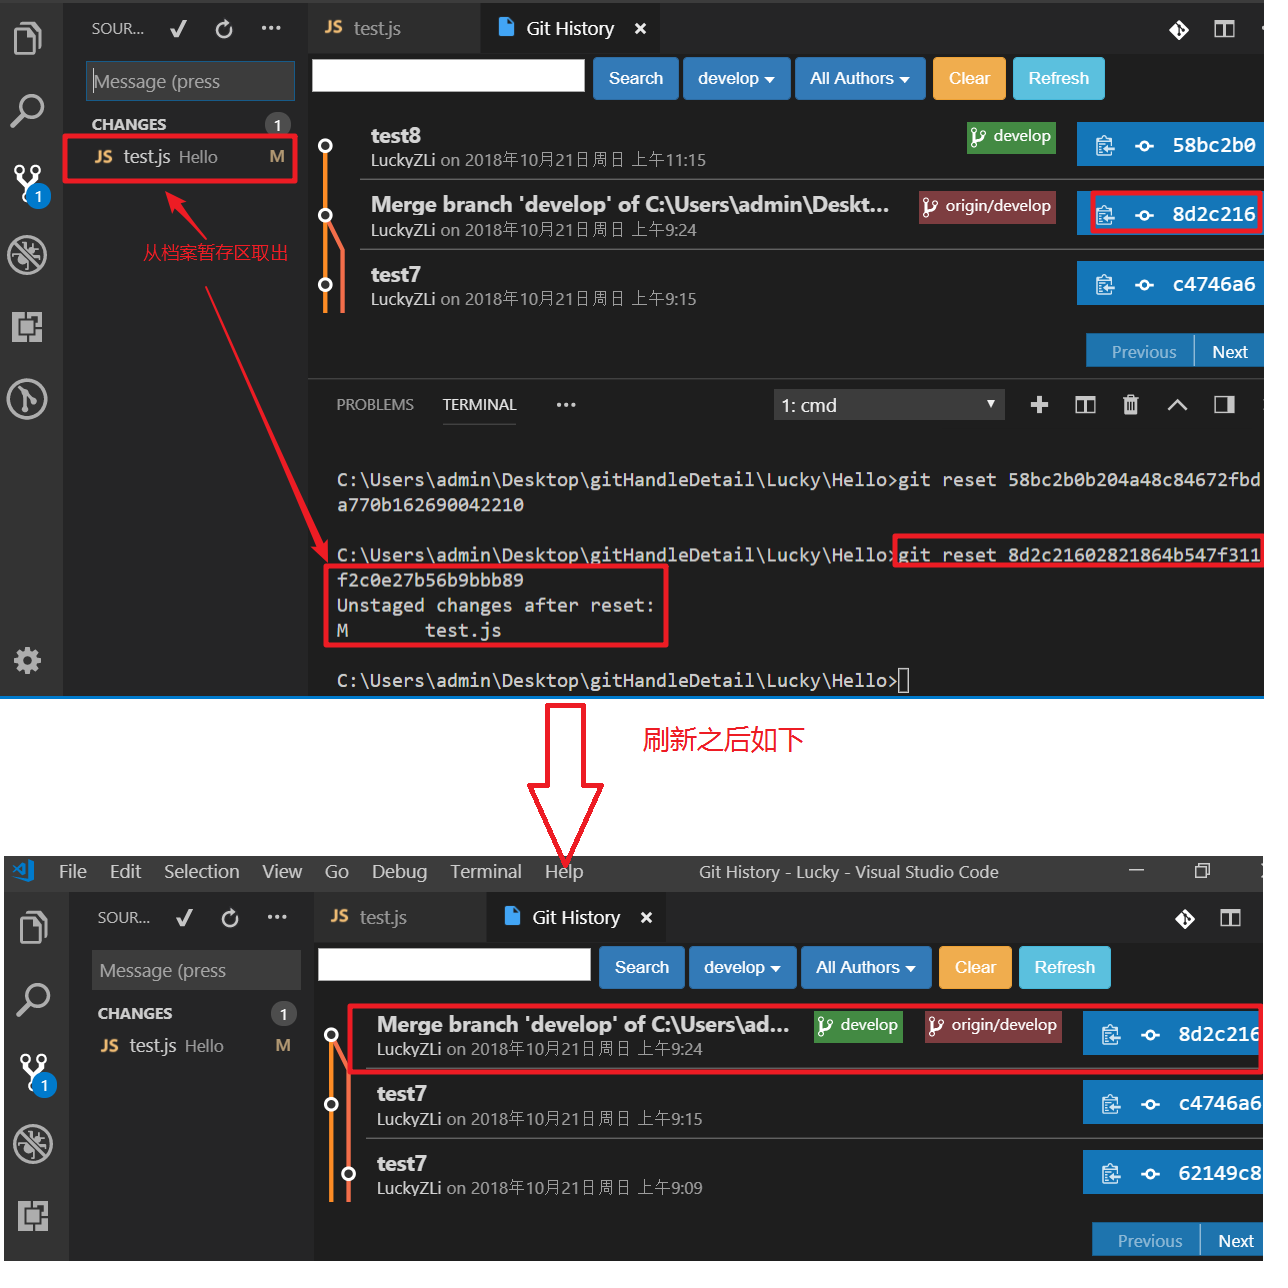 SOUR...
JS test.js
Git History ×
Message (press
Search
develop
All Authors
Clear
Refresh
CHANGES 1
JS test.js Hello M
1
从档案暂存区取出
test8
LuckyZLi on 2018年10月21日周日 上午11:15
develop
58bc2b0
Merge branch 'develop' of C:\Users\admin\Deskt...
LuckyZLi on 2018年10月21日周日 上午9:24
origin/develop
8d2c216
test7
LuckyZLi on 2018年10月21日周日 上午9:15
c4746a6
Previous Next
PROBLEMS TERMINAL ...
1: cmd
C:\Users\admin\Desktop\gitHandleDetail\Lucky\Hello>git reset 58bc2b0b204a48c84672fbd
a770b162690042210
C:\Users\admin\Desktop\gitHandleDetail\Lucky\Hello>git reset 8d2c21602821864b547f311
f2c0e27b56b9bbb89
Unstaged changes after reset:
M test.js
C:\Users\admin\Desktop\gitHandleDetail\Lucky\Hello>
刷新之后如下
File Edit Selection View Go Debug Terminal Help
Git History - Lucky - Visual Studio Code
SOUR...
JS test.js
Git History ×
Message (press
Search
develop
All Authors
Clear
Refresh
CHANGES 1
JS test.js Hello M
1
Merge branch 'develop' of C:\Users\ad...
LuckyZLi on 2018年10月21日周日 上午9:24
develop
origin/develop
8d2c216
test7
LuckyZLi on 2018年10月21日周日 上午9:15
c4746a6
test7
LuckyZLi on 2018年10月21日周日 上午9:09
62149c8
Previous Next